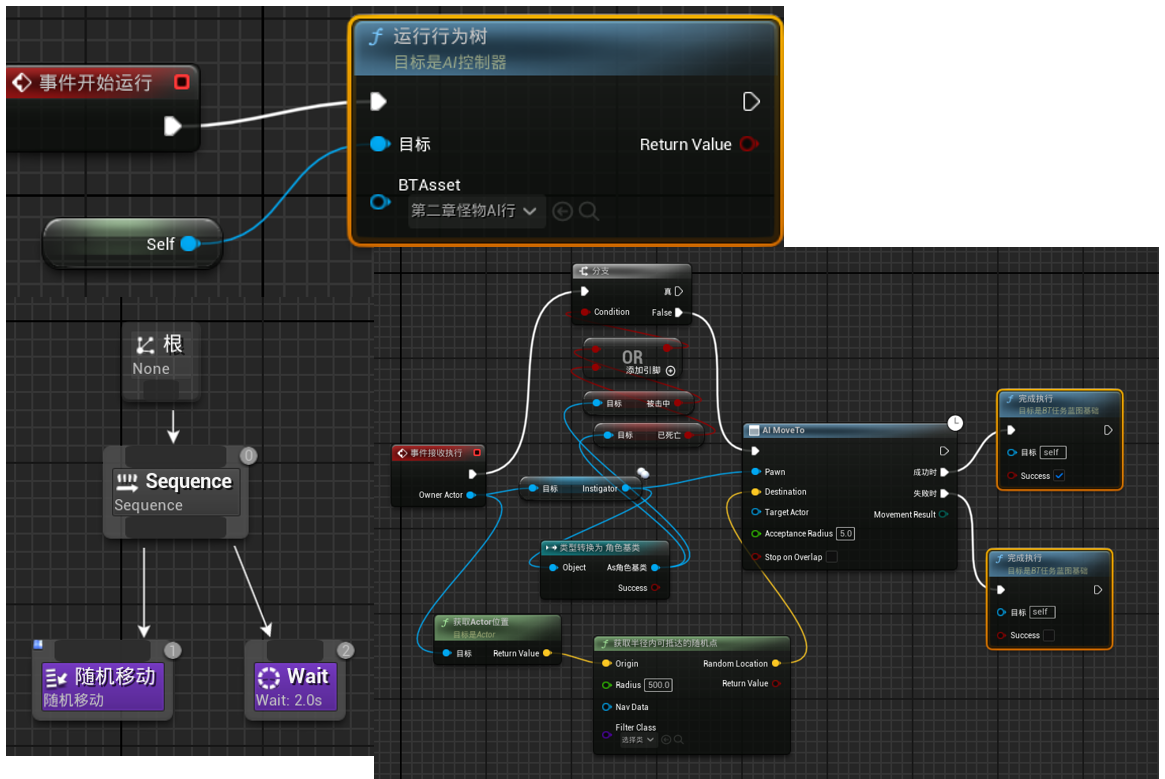 事件开始运行
运行行为树
目标是AI控制器
目标
Return Value
BTAsset
第二章怪物AI行
Self
根
None
0
Sequence
Sequence
1
随机移动
随机移动
2
Wait
Wait: 2.0s
分支
真
Condition
False
OR
添加引脚
目标
被击中
目标
已死亡
事件接收执行
Owner Actor
目标
Instigator
类型转换为 角色基类
Object
As角色基类
Success
获取Actor位置
目标是Actor
目标
Return Value
获取半径内可抵达的随机点
Origin
Random Location
Radius
500.0
Return Value
Nav Data
Filter Class
选择类
AI MoveTo
Pawn
成功时
Destination
失败时
Target Actor
Movement Result
Acceptance Radius
5.0
Stop on Overlap
完成执行
目标是BT任务蓝图基础
目标
self
Success
完成执行
目标是BT任务蓝图基础
目标
self
Success